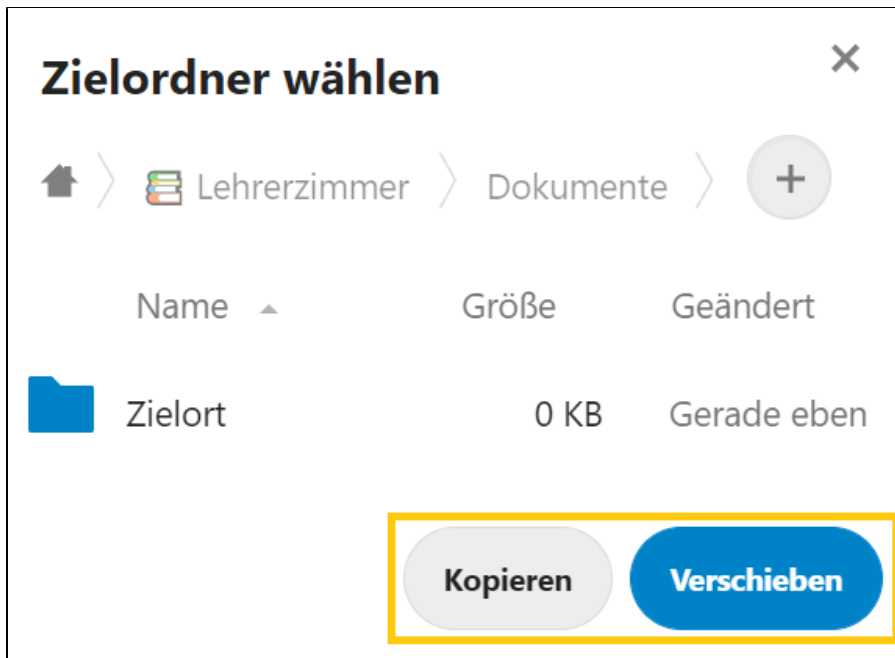 Zielordner wählen
Lehrerzimmer Dokumente +
Name Größe Geändert
Zielort 0 KB Gerade eben
Kopieren Verschieben